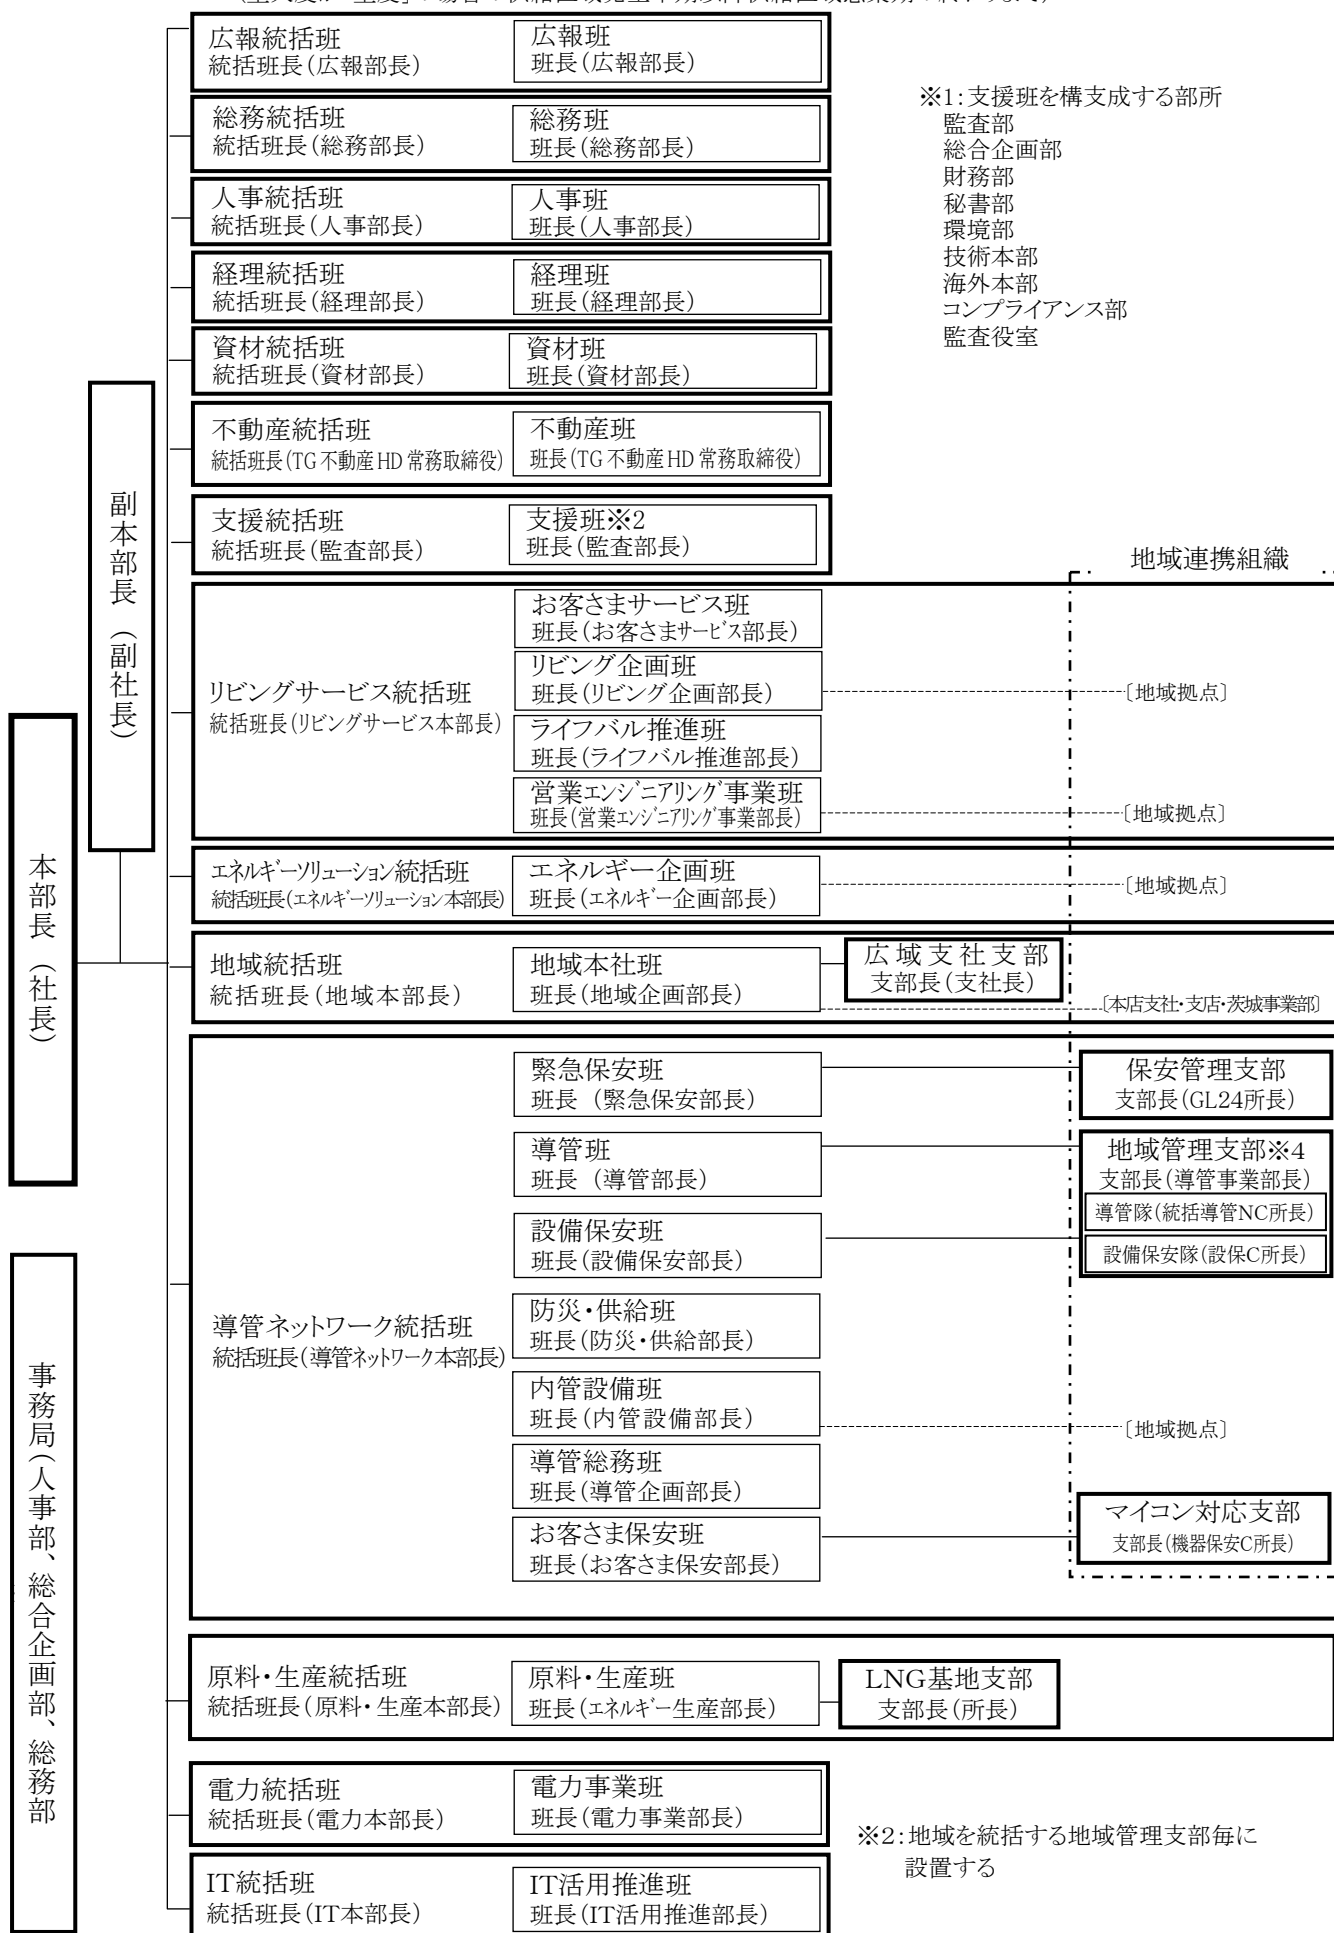 広報統括班
統括班長(広報部長)
広報班
班長(広報部長)
総務統括班
統括班長(総務部長)
総務班
班長(総務部長)
人事統括班
統括班長(人事部長)
人事班
班長(人事部長)
経理統括班
統括班長(経理部長)
経理班
班長(経理部長)
資材統括班
統括班長(資材部長)
資材班
班長(資材部長)
不動産統括班
統括班長(TG不動産HD常務取締役)
不動産班
班長(TG不動産HD常務取締役)
支援統括班
統括班長(監査部長)
支援班※2
班長(監査部長)
※1:支援班を構支成する部所
監査部
総合企画部
財務部
秘書部
環境部
技術本部
海外本部
コンプライアンス部
監査役室
副本部長(副社長)
本部長(社長)
事務局(人事部、総合企画部、総務部
地域連携組織
リビングサービス統括班
統括班長(リビングサービス本部長)
お客さまサービス班
班長(お客さまサービス部長)
リビング企画班
班長(リビング企画部長)
〔地域拠点〕
ライフバル推進班
班長(ライフバル推進部長)
営業エンジニアリング事業班
班長(営業エンジニアリング事業部長)
〔地域拠点〕
エネルギーソリューション統括班
統括班長(エネルギーソリューション本部長)
エネルギー企画班
班長(エネルギー企画部長)
〔地域拠点〕
地域統括班
統括班長(地域本部長)
地域本社班
班長(地域企画部長)
広域支社支部
支部長(支社長)
〔本店支社・支店・茨城事業部〕
導管ネットワーク統括班
統括班長(導管ネットワーク本部長)
緊急保安班
班長 (緊急保安部長)
保安管理支部
支部長(GL24所長)
導管班
班長 (導管部長)
地域管理支部※4
支部長(導管事業部長)
導管隊(統括導管NC所長)
設備保安隊(設保C所長)
設備保安班
班長(設備保安部長)
防災・供給班
班長(防災・供給部長)
内管設備班
班長(内管設備部長)
〔地域拠点〕
導管総務班
班長(導管企画部長)
お客さま保安班
班長(お客さま保安部長)
マイコン対応支部
支部長(機器保安C所長)
原料・生産統括班
統括班長(原料・生産本部長)
原料・生産班
班長(エネルギー生産部長)
LNG基地支部
支部長(所長)
電力統括班
統括班長(電力本部長)
電力事業班
班長(電力事業部長)
※2:地域を統括する地域管理支部毎に
設置する
IT統括班
統括班長(IT本部長)
IT活用推進班
班長(IT活用推進部長)